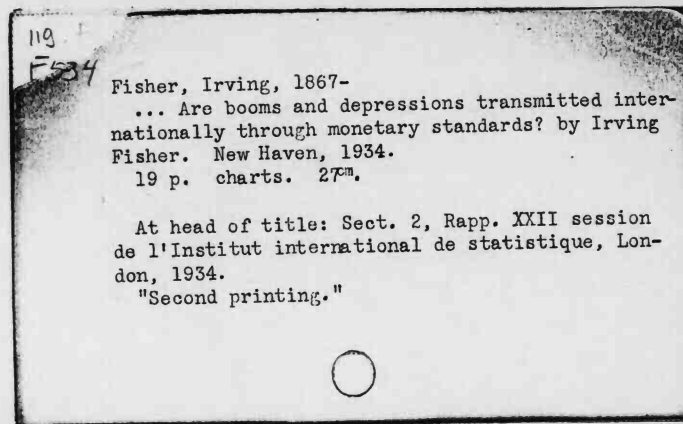 119
F534
Fisher, Irving, 1867-
... Are booms and depressions transmitted inter-
nationally through monetary standards? by Irving
Fisher. New Haven, 1934.
19 p. charts. 27cm.
At head of title: Sect. 2, Rapp. XXII session
de l'Institut international de statistique, Lon-
don, 1934.
"Second printing."